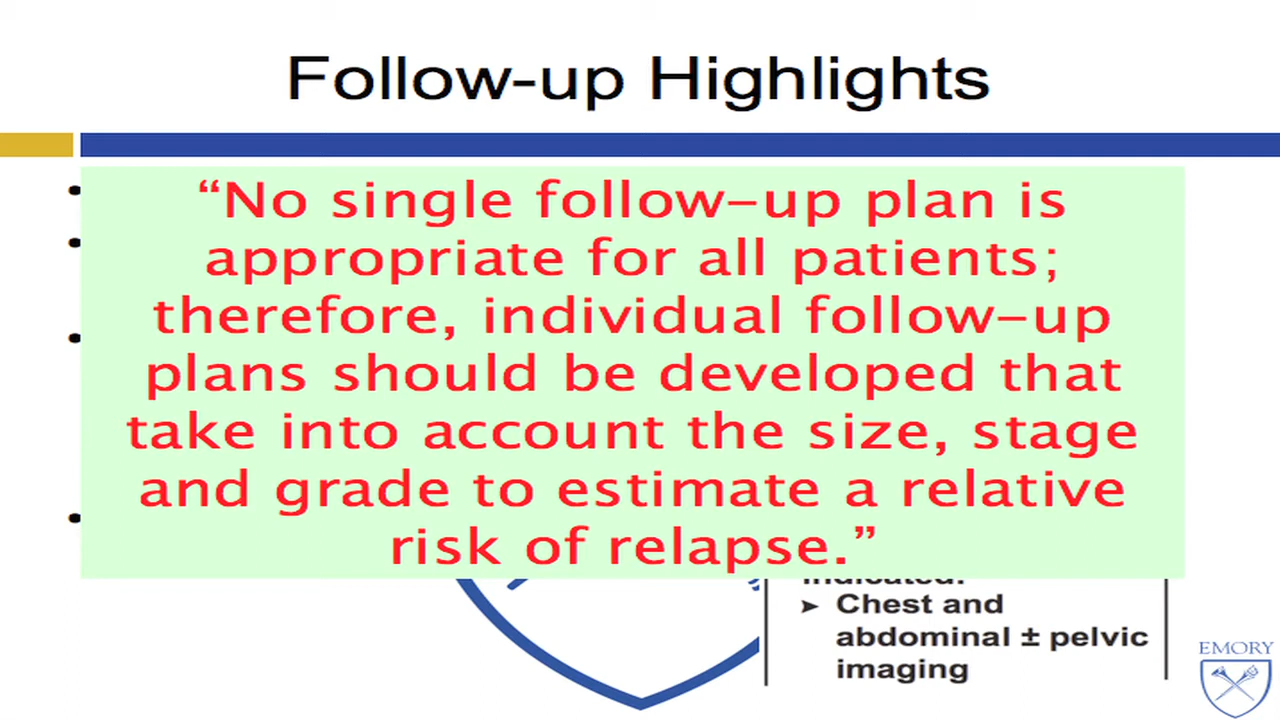 Follow-up Highlights
“No single follow–up plan is
appropriate for all patients;
therefore, individual follow–up
plans should be developed that
take into account the size, stage
and grade to estimate a relative
risk of relapse.”
indicated:
➤ Chest and
abdominal ± pelvic
imaging
EMORY